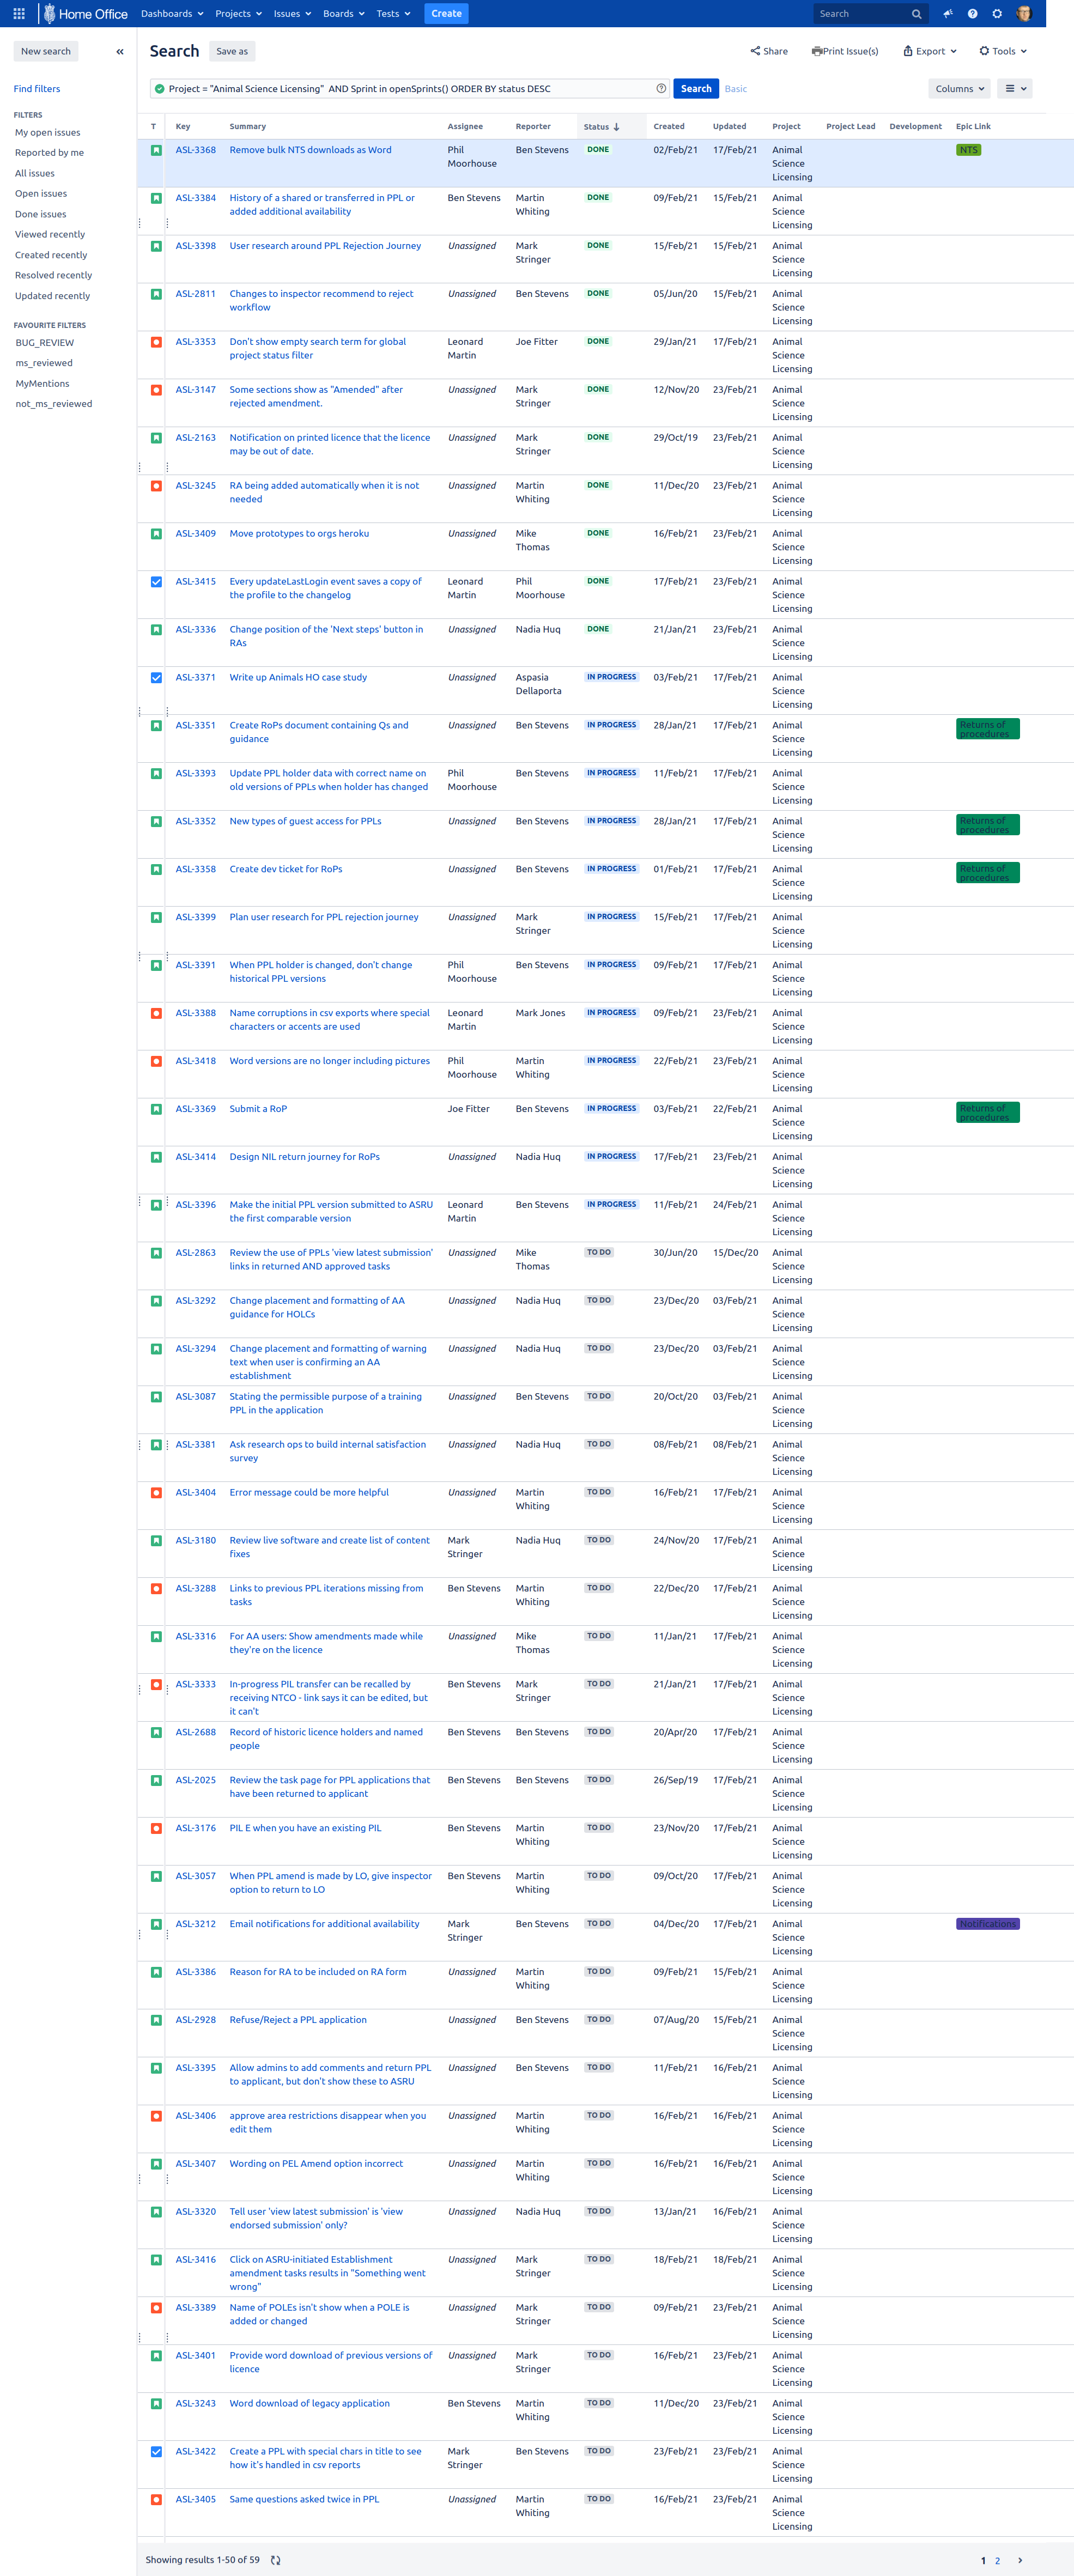 Home Office Dashboards Projects Issues Boards Tests Create Search
New search
Find filters
FILTERS
My open issues
Reported by me
All issues
Open issues
Done issues
Viewed recently
Created recently
Resolved recently
Updated recently
FAVOURITE FILTERS
BUG_REVIEW
ms_reviewed
MyMentions
not_ms_reviewed
Search Save as Share Print Issue(s) Export Tools
Project = "Animal Science Licensing" AND Sprint in openSprints() ORDER BY status DESC Search Basic Columns
T Key Summary Assignee Reporter Status Created Updated Project Project Lead Development Epic Link
ASL-3368 Remove bulk NTS downloads as Word Phil Moorhouse Ben Stevens DONE 02/Feb/21 17/Feb/21 Animal Science Licensing NTS
ASL-3384 History of a shared or transferred in PPL or added additional availability Ben Stevens Martin Whiting DONE 09/Feb/21 15/Feb/21 Animal Science Licensing
ASL-3398 User research around PPL Rejection Journey Unassigned Mark Stringer DONE 15/Feb/21 15/Feb/21 Animal Science Licensing
ASL-2811 Changes to inspector recommend to reject workflow Unassigned Ben Stevens DONE 05/Jun/20 15/Feb/21 Animal Science Licensing
ASL-3353 Don't show empty search term for global project status filter Leonard Martin Joe Fitter DONE 29/Jan/21 17/Feb/21 Animal Science Licensing
ASL-3147 Some sections show as "Amended" after rejected amendment. Unassigned Mark Stringer DONE 12/Nov/20 23/Feb/21 Animal Science Licensing
ASL-2163 Notification on printed licence that the licence may be out of date. Unassigned Mark Stringer DONE 29/Oct/19 23/Feb/21 Animal Science Licensing
ASL-3245 RA being added automatically when it is not needed Unassigned Martin Whiting DONE 11/Dec/20 23/Feb/21 Animal Science Licensing
ASL-3409 Move prototypes to orgs heroku Unassigned Mike Thomas DONE 16/Feb/21 23/Feb/21 Animal Science Licensing
ASL-3415 Every updateLastLogin event saves a copy of the profile to the changelog Leonard Martin Phil Moorhouse DONE 17/Feb/21 23/Feb/21 Animal Science Licensing
ASL-3336 Change position of the 'Next steps' button in RAs Unassigned Nadia Huq DONE 21/Jan/21 23/Feb/21 Animal Science Licensing
ASL-3371 Write up Animals HO case study Unassigned Aspasia Dellaporta IN PROGRESS 03/Feb/21 17/Feb/21 Animal Science Licensing
ASL-3351 Create RoPs document containing Qs and guidance Unassigned Ben Stevens IN PROGRESS 28/Jan/21 17/Feb/21 Animal Science Licensing Returns of procedures
ASL-3393 Update PPL holder data with correct name on old versions of PPLs when holder has changed Phil Moorhouse Ben Stevens IN PROGRESS 11/Feb/21 17/Feb/21 Animal Science Licensing
ASL-3352 New types of guest access for PPLs Unassigned Ben Stevens IN PROGRESS 28/Jan/21 17/Feb/21 Animal Science Licensing Returns of procedures
ASL-3358 Create dev ticket for RoPs Unassigned Ben Stevens IN PROGRESS 01/Feb/21 17/Feb/21 Animal Science Licensing Returns of procedures
ASL-3399 Plan user research for PPL rejection journey Unassigned Mark Stringer IN PROGRESS 15/Feb/21 17/Feb/21 Animal Science Licensing
ASL-3391 When PPL holder is changed, don't change historical PPL versions Phil Moorhouse Ben Stevens IN PROGRESS 09/Feb/21 17/Feb/21 Animal Science Licensing
ASL-3388 Name corruptions in csv exports where special characters or accents are used Leonard Martin Mark Jones IN PROGRESS 09/Feb/21 23/Feb/21 Animal Science Licensing
ASL-3418 Word versions are no longer including pictures Phil Moorhouse Martin Whiting IN PROGRESS 22/Feb/21 23/Feb/21 Animal Science Licensing
ASL-3369 Submit a RoP Joe Fitter Ben Stevens IN PROGRESS 03/Feb/21 22/Feb/21 Animal Science Licensing Returns of procedures
ASL-3414 Design NIL return journey for RoPs Unassigned Nadia Huq IN PROGRESS 17/Feb/21 23/Feb/21 Animal Science Licensing
ASL-3396 Make the initial PPL version submitted to ASRU the first comparable version Leonard Martin Ben Stevens IN PROGRESS 11/Feb/21 24/Feb/21 Animal Science Licensing
ASL-2863 Review the use of PPLs 'view latest submission' links in returned AND approved tasks Unassigned Mike Thomas TO DO 30/Jun/20 15/Dec/20 Animal Science Licensing
ASL-3292 Change placement and formatting of AA guidance for HOLCs Unassigned Nadia Huq TO DO 23/Dec/20 03/Feb/21 Animal Science Licensing
ASL-3294 Change placement and formatting of warning text when user is confirming an AA establishment Unassigned Nadia Huq TO DO 23/Dec/20 03/Feb/21 Animal Science Licensing
ASL-3087 Stating the permissible purpose of a training PPL in the application Unassigned Ben Stevens TO DO 20/Oct/20 03/Feb/21 Animal Science Licensing
ASL-3381 Ask research ops to build internal satisfaction survey Unassigned Nadia Huq TO DO 08/Feb/21 08/Feb/21 Animal Science Licensing
ASL-3404 Error message could be more helpful Unassigned Martin Whiting TO DO 16/Feb/21 17/Feb/21 Animal Science Licensing
ASL-3180 Review live software and create list of content fixes Mark Stringer Nadia Huq TO DO 24/Nov/20 17/Feb/21 Animal Science Licensing
ASL-3288 Links to previous PPL iterations missing from tasks Ben Stevens Martin Whiting TO DO 22/Dec/20 17/Feb/21 Animal Science Licensing
ASL-3316 For AA users: Show amendments made while they're on the licence Unassigned Mike Thomas TO DO 11/Jan/21 17/Feb/21 Animal Science Licensing
ASL-3333 In-progress PIL transfer can be recalled by receiving NTCO - link says it can be edited, but it can't Ben Stevens Mark Stringer TO DO 21/Jan/21 17/Feb/21 Animal Science Licensing
ASL-2688 Record of historic licence holders and named people Ben Stevens Ben Stevens TO DO 20/Apr/20 17/Feb/21 Animal Science Licensing
ASL-2025 Review the task page for PPL applications that have been returned to applicant Ben Stevens Ben Stevens TO DO 26/Sep/19 17/Feb/21 Animal Science Licensing
ASL-3176 PIL E when you have an existing PIL Ben Stevens Martin Whiting TO DO 23/Nov/20 17/Feb/21 Animal Science Licensing
ASL-3057 When PPL amend is made by LO, give inspector option to return to LO Ben Stevens Martin Whiting TO DO 09/Oct/20 17/Feb/21 Animal Science Licensing
ASL-3212 Email notifications for additional availability Mark Stringer Ben Stevens TO DO 04/Dec/20 17/Feb/21 Animal Science Licensing Notifications
ASL-3386 Reason for RA to be included on RA form Unassigned Martin Whiting TO DO 09/Feb/21 15/Feb/21 Animal Science Licensing
ASL-2928 Refuse/Reject a PPL application Unassigned Ben Stevens TO DO 07/Aug/20 15/Feb/21 Animal Science Licensing
ASL-3395 Allow admins to add comments and return PPL to applicant, but don't show these to ASRU Unassigned Ben Stevens TO DO 11/Feb/21 16/Feb/21 Animal Science Licensing
ASL-3406 approve area restrictions disappear when you edit them Unassigned Martin Whiting TO DO 16/Feb/21 16/Feb/21 Animal Science Licensing
ASL-3407 Wording on PEL Amend option incorrect Unassigned Martin Whiting TO DO 16/Feb/21 16/Feb/21 Animal Science Licensing
ASL-3320 Tell user 'view latest submission' is 'view endorsed submission' only? Unassigned Nadia Huq TO DO 13/Jan/21 16/Feb/21 Animal Science Licensing
ASL-3416 Click on ASRU-initiated Establishment amendment tasks results in "Something went wrong" Unassigned Mark Stringer TO DO 18/Feb/21 18/Feb/21 Animal Science Licensing
ASL-3389 Name of POLEs isn't show when a POLE is added or changed Unassigned Mark Stringer TO DO 09/Feb/21 23/Feb/21 Animal Science Licensing
ASL-3401 Provide word download of previous versions of licence Unassigned Mark Stringer TO DO 16/Feb/21 23/Feb/21 Animal Science Licensing
ASL-3243 Word download of legacy application Ben Stevens Martin Whiting TO DO 11/Dec/20 23/Feb/21 Animal Science Licensing
ASL-3422 Create a PPL with special chars in title to see how it's handled in csv reports Mark Stringer Ben Stevens TO DO 23/Feb/21 23/Feb/21 Animal Science Licensing
ASL-3405 Same questions asked twice in PPL Unassigned Martin Whiting TO DO 16/Feb/21 23/Feb/21 Animal Science Licensing
Showing results 1-50 of 59 1 2